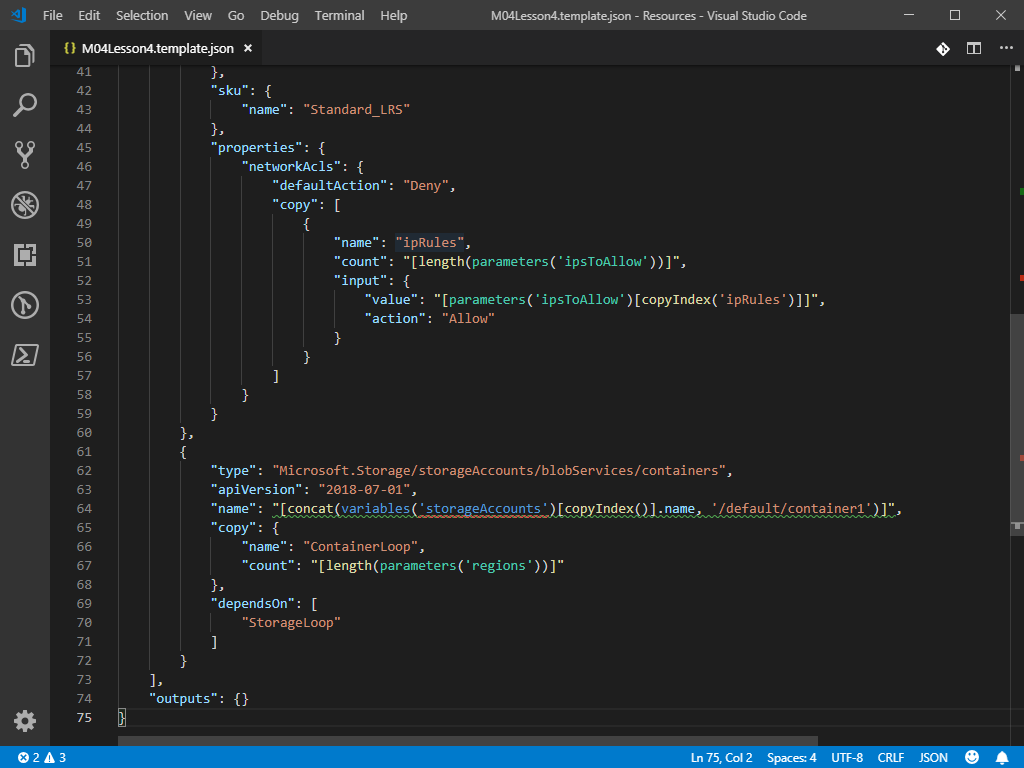 File Edit Selection View Go Debug Terminal Help M04Lesson4.template.json - Resources - Visual Studio Code
{} M04Lesson4.template.json ×
41 },
42 "sku": {
43 "name": "Standard_LRS"
44 },
45 "properties": {
46 "networkAcls": {
47 "defaultAction": "Deny",
48 "copy": [
49 {
50 "name": "ipRules",
51 "count": "[length(parameters('ipsToAllow'))]",
52 "input": {
53 "value": "[parameters('ipsToAllow')[copyIndex('ipRules')]]",
54 "action": "Allow"
55 }
56 }
57 ]
58 }
59 }
60 },
61 {
62 "type": "Microsoft.Storage/storageAccounts/blobServices/containers",
63 "apiVersion": "2018-07-01",
64 "name": "[concat(variables('storageAccounts')[copyIndex()].name, '/default/container1')]",
65 "copy": {
66 "name": "ContainerLoop",
67 "count": "[length(parameters('regions'))]"
68 },
69 "dependsOn": [
70 "StorageLoop"
71 ]
72 }
73 ],
74 "outputs": {}
75 }
2 3 Ln 75, Col 2 Spaces: 4 UTF-8 CRLF JSON